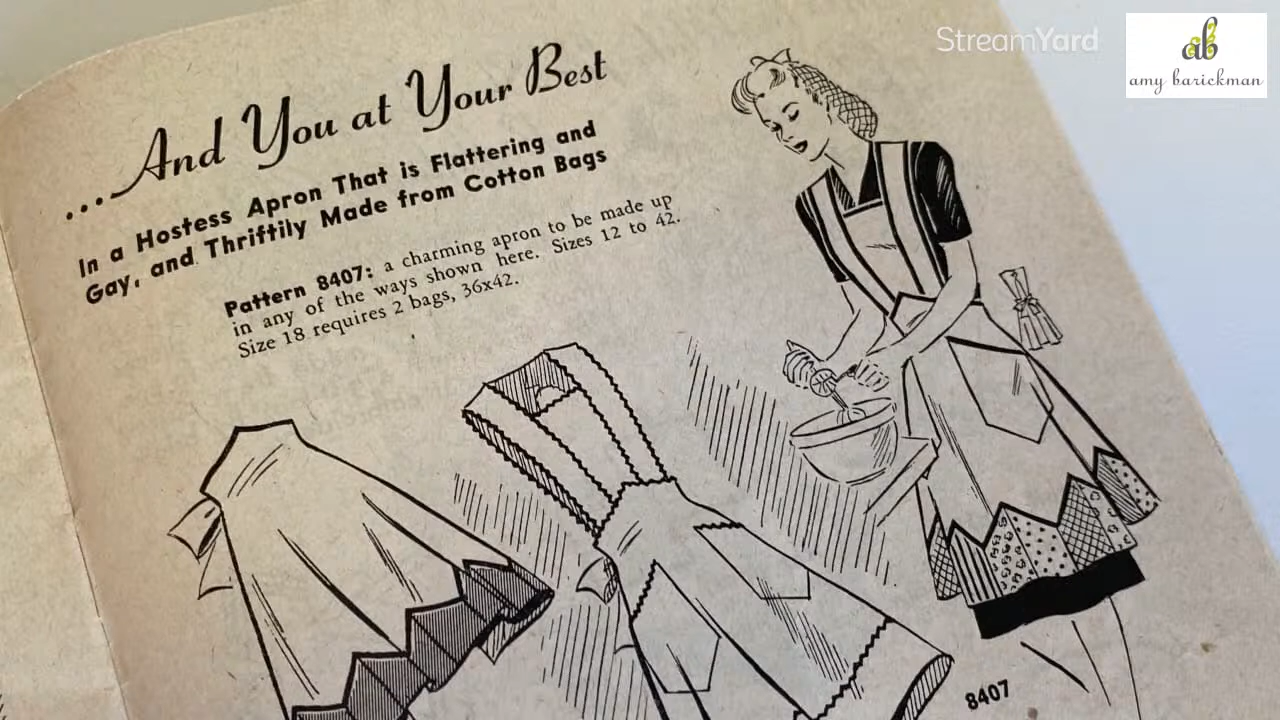 ...And You at Your Best
In a Hostess Apron That is Flattering and
Gay, and Thriftily Made from Cotton Bags
Pattern 8407: a charming apron to be made up
in any of the ways shown here. Sizes 12 to 42.
Size 18 requires 2 bags, 36x42.
8407
StreamYard
ab
amy barickman